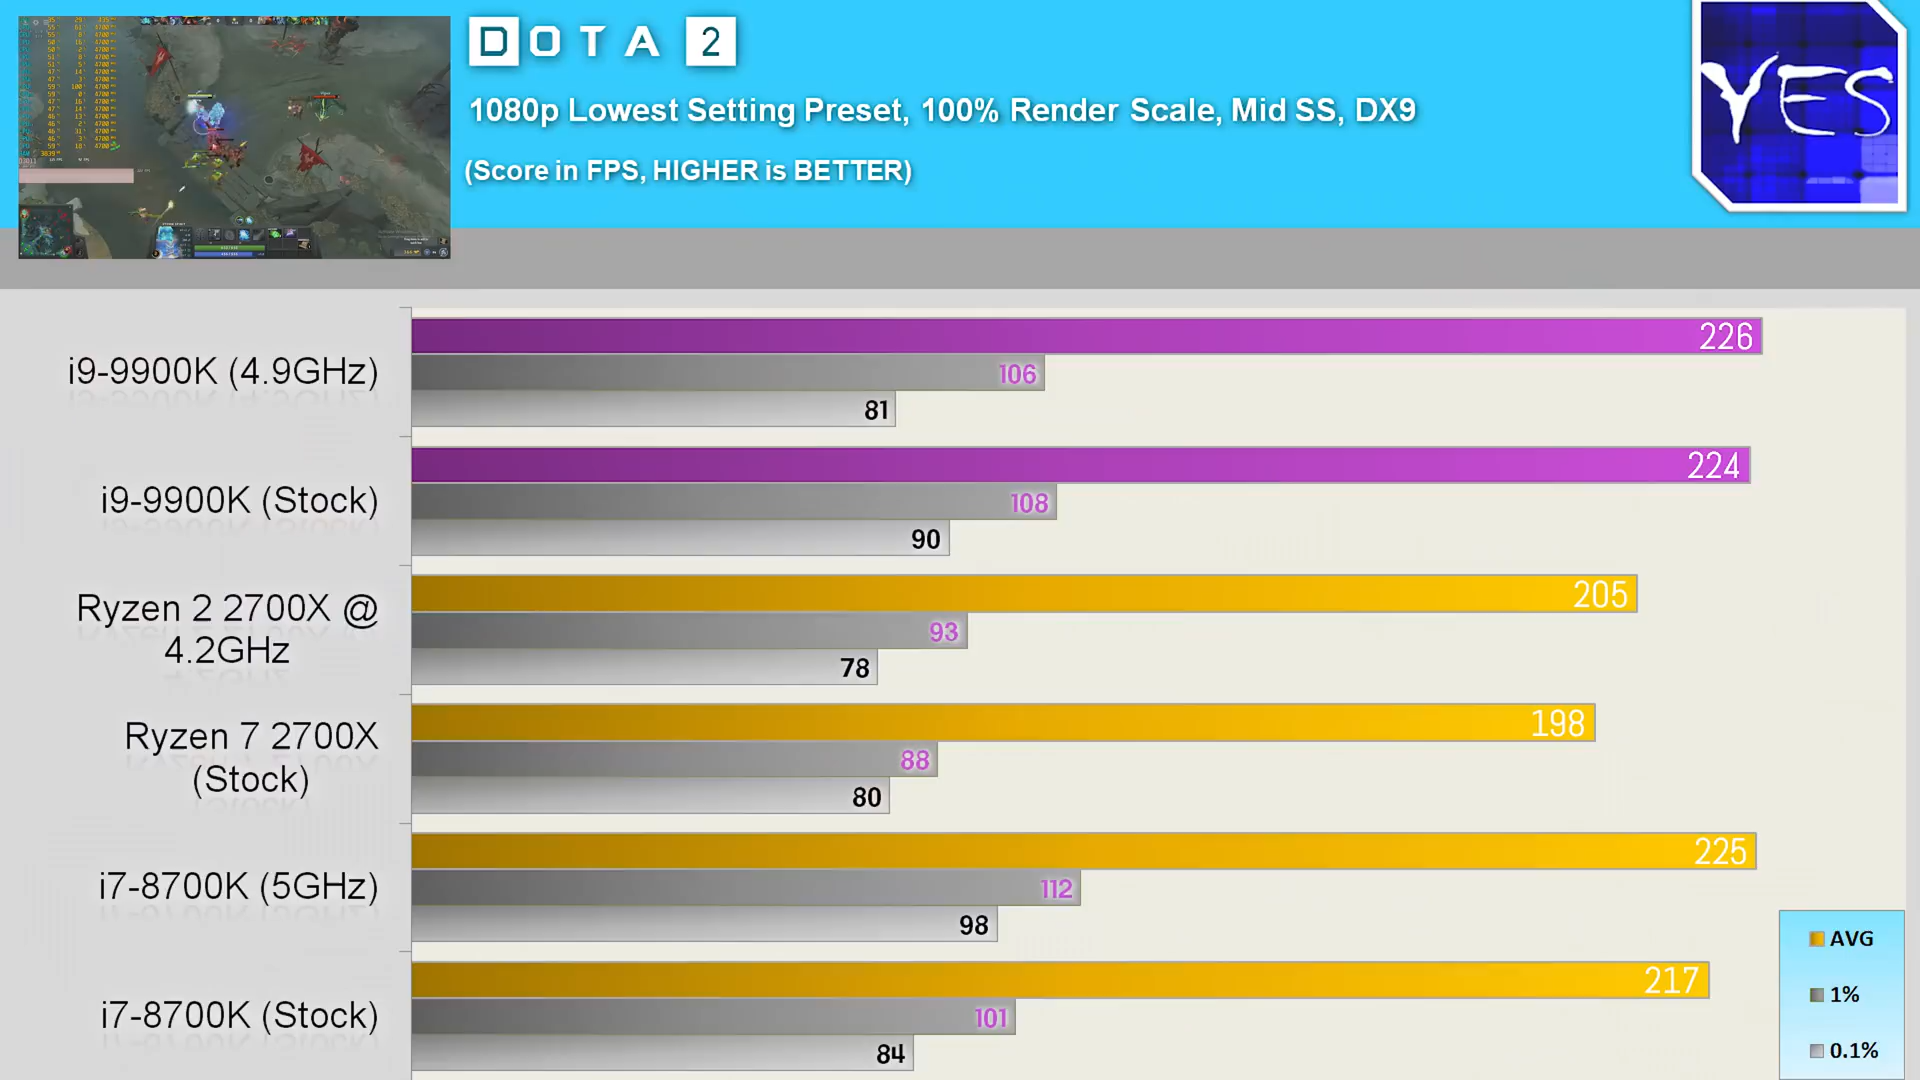 DOTA 2
1080p Lowest Setting Preset, 100% Render Scale, Mid SS, DX9
(Score in FPS, HIGHER is BETTER)
YES
i9-9900K (4.9GHz)
226
106
81
i9-9900K (Stock)
224
108
90
Ryzen 2 2700X @
4.2GHz
205
93
78
Ryzen 7 2700X
(Stock)
198
88
80
i7-8700K (5GHz)
225
112
98
i7-8700K (Stock)
217
101
84
AVG
1%
0.1%